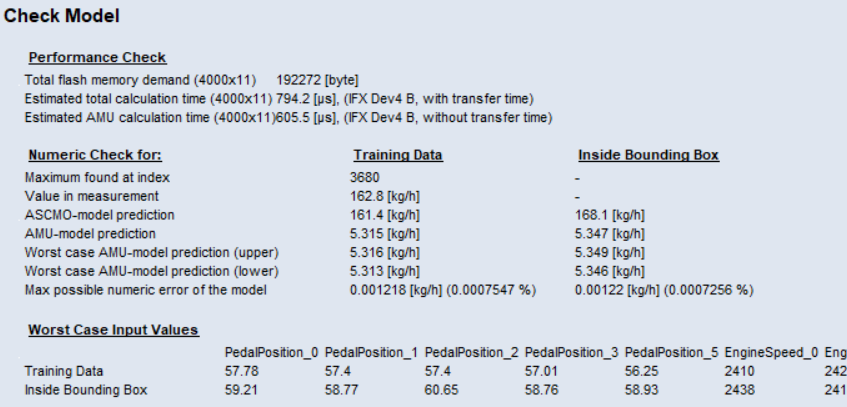 Check Model
Performance Check
Total flash memory demand (4000x11) 192272 [byte]
Estimated total calculation time (4000x11) 794.2 [µs], (IFX Dev4 B, with transfer time)
Estimated AMU calculation time (4000x11)605.5 [µs], (IFX Dev4 B, without transfer time)
Numeric Check for: Training Data Inside Bounding Box
Maximum found at index 3680 -
Value in measurement 162.8 [kg/h] -
ASCMO-model prediction 161.4 [kg/h] 168.1 [kg/h]
AMU-model prediction 5.315 [kg/h] 5.347 [kg/h]
Worst case AMU-model prediction (upper) 5.316 [kg/h] 5.349 [kg/h]
Worst case AMU-model prediction (lower) 5.313 [kg/h] 5.346 [kg/h]
Max possible numeric error of the model 0.001218 [kg/h] (0.0007547 %) 0.00122 [kg/h] (0.0007256 %)
Worst Case Input Values
PedalPosition_0 PedalPosition_1 PedalPosition_2 PedalPosition_3 PedalPosition_5 EngineSpeed_0 Eng
Training Data 57.78 57.4 57.4 57.01 56.25 2410 242
Inside Bounding Box 59.21 58.77 60.65 58.76 58.93 2438 241